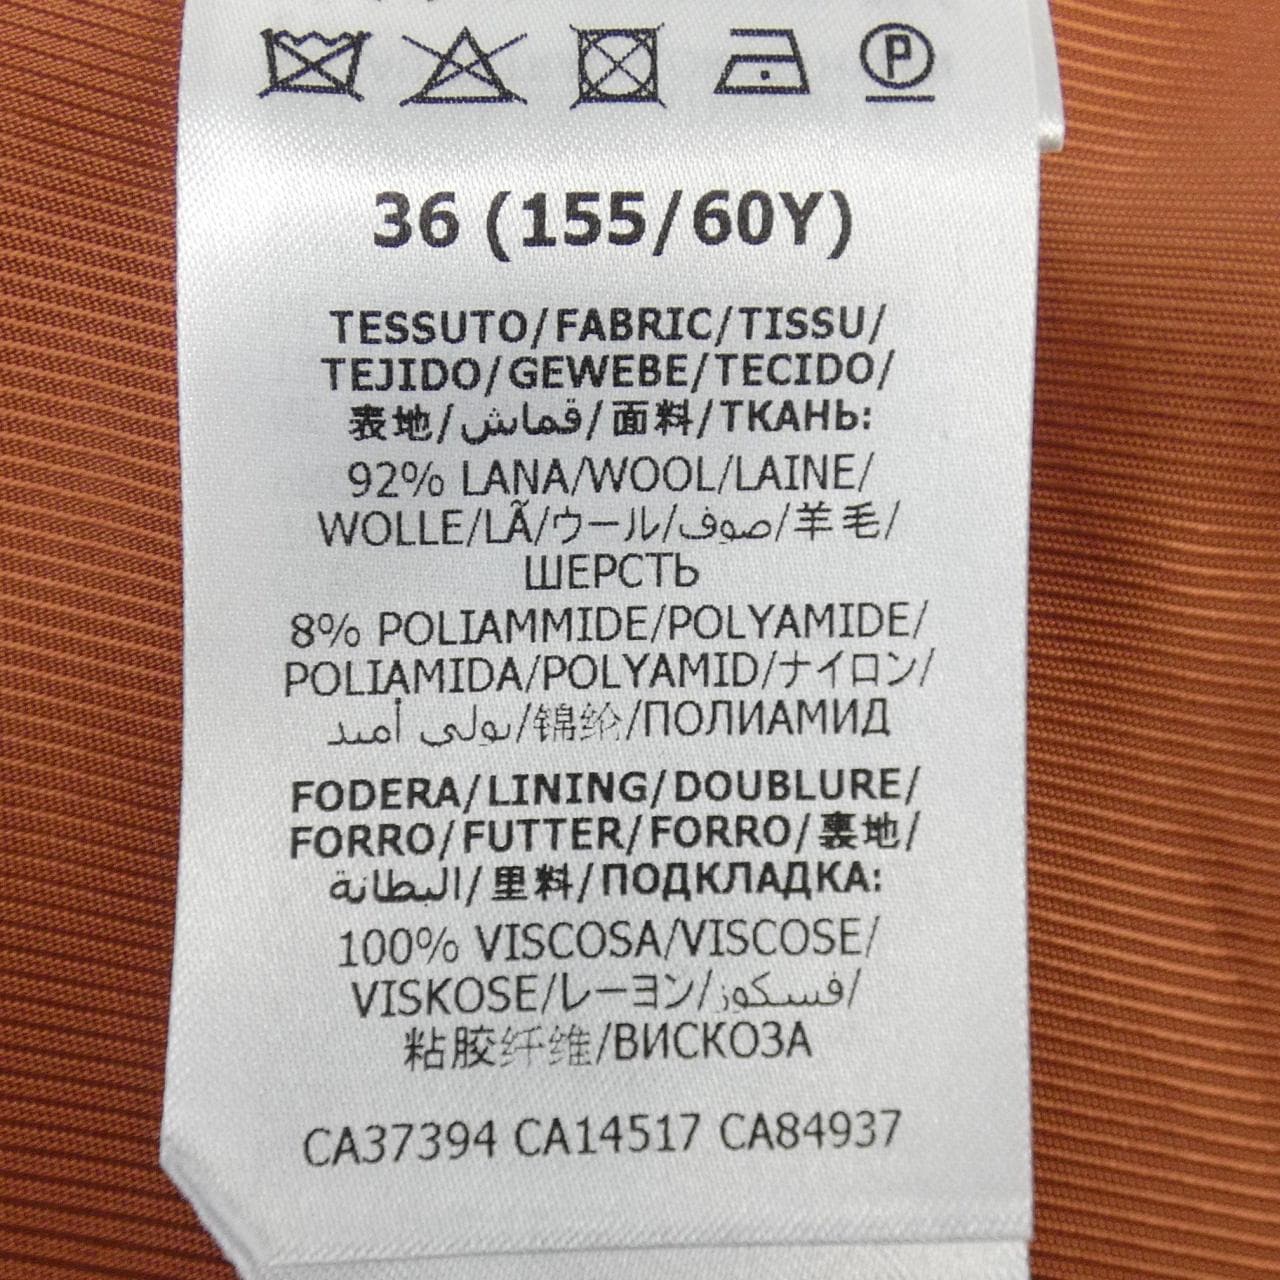 P
36 (155/60Y)
TESSUTO/FABRIC/TISSU/
TEJIDO/GEWEBE/TECIDO/
表地/قماش/面料/ТКАНЬ:
92% LANA/WOOL/LAINE/
WOLLE/LÃ/ウール/صوف/羊毛/
ШЕРСТЬ
8% POLIAMMIDE/POLYAMIDE/
POLIAMIDA/POLYAMID/ナイロン/
بولي أميد/锦纶/ПОЛИАМИД
FODERA/LINING/DOUBLURE/
FORRO/FUTTER/FORRO/裏地/
البطانة/里料/ПОДКЛАДКА:
100% VISCOSA/VISCOSE/
VISKOSE/レーヨン/فسكوز/
粘胶纤维/ВИСКОЗА
CA37394 CA14517 CA84937